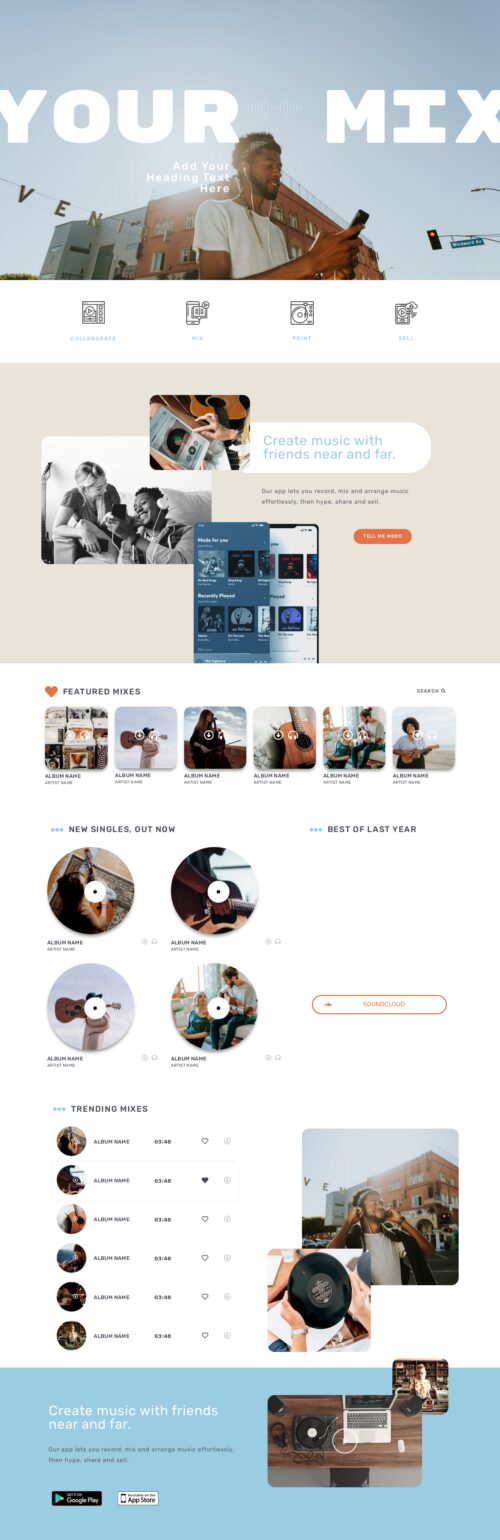 YOUR MIX
Add Your
Heading Text
Here
VENI
Windward Av
COLLABORATE
MIX
PRINT
SELL
Create music with
friends near and far.
Our app lets you record, mix and arrange music
effortlessly, then hype, share and sell.
TELL ME MORE
Made for you
Recently Played
FEATURED MIXES
SEARCH
ALBUM NAME
ARTIST NAME
ALBUM NAME
ARTIST NAME
ALBUM NAME
ARTIST NAME
ALBUM NAME
ARTIST NAME
ALBUM NAME
ARTIST NAME
ALBUM NAME
ARTIST NAME
NEW SINGLES, OUT NOW
BEST OF LAST YEAR
ALBUM NAME
ARTIST NAME
ALBUM NAME
ARTIST NAME
SOUNDCLOUD
ALBUM NAME
ARTIST NAME
ALBUM NAME
ARTIST NAME
TRENDING MIXES
ALBUM NAME 03:48
ALBUM NAME 03:48
ALBUM NAME 03:48
ALBUM NAME 03:48
ALBUM NAME 03:48
ALBUM NAME 03:48
VEN
Create music with friends
near and far.
Our app lets you record, mix and arrange music effortlessly,
then hype, share and sell.
GET IT ON
Google Play
Available on the
App Store